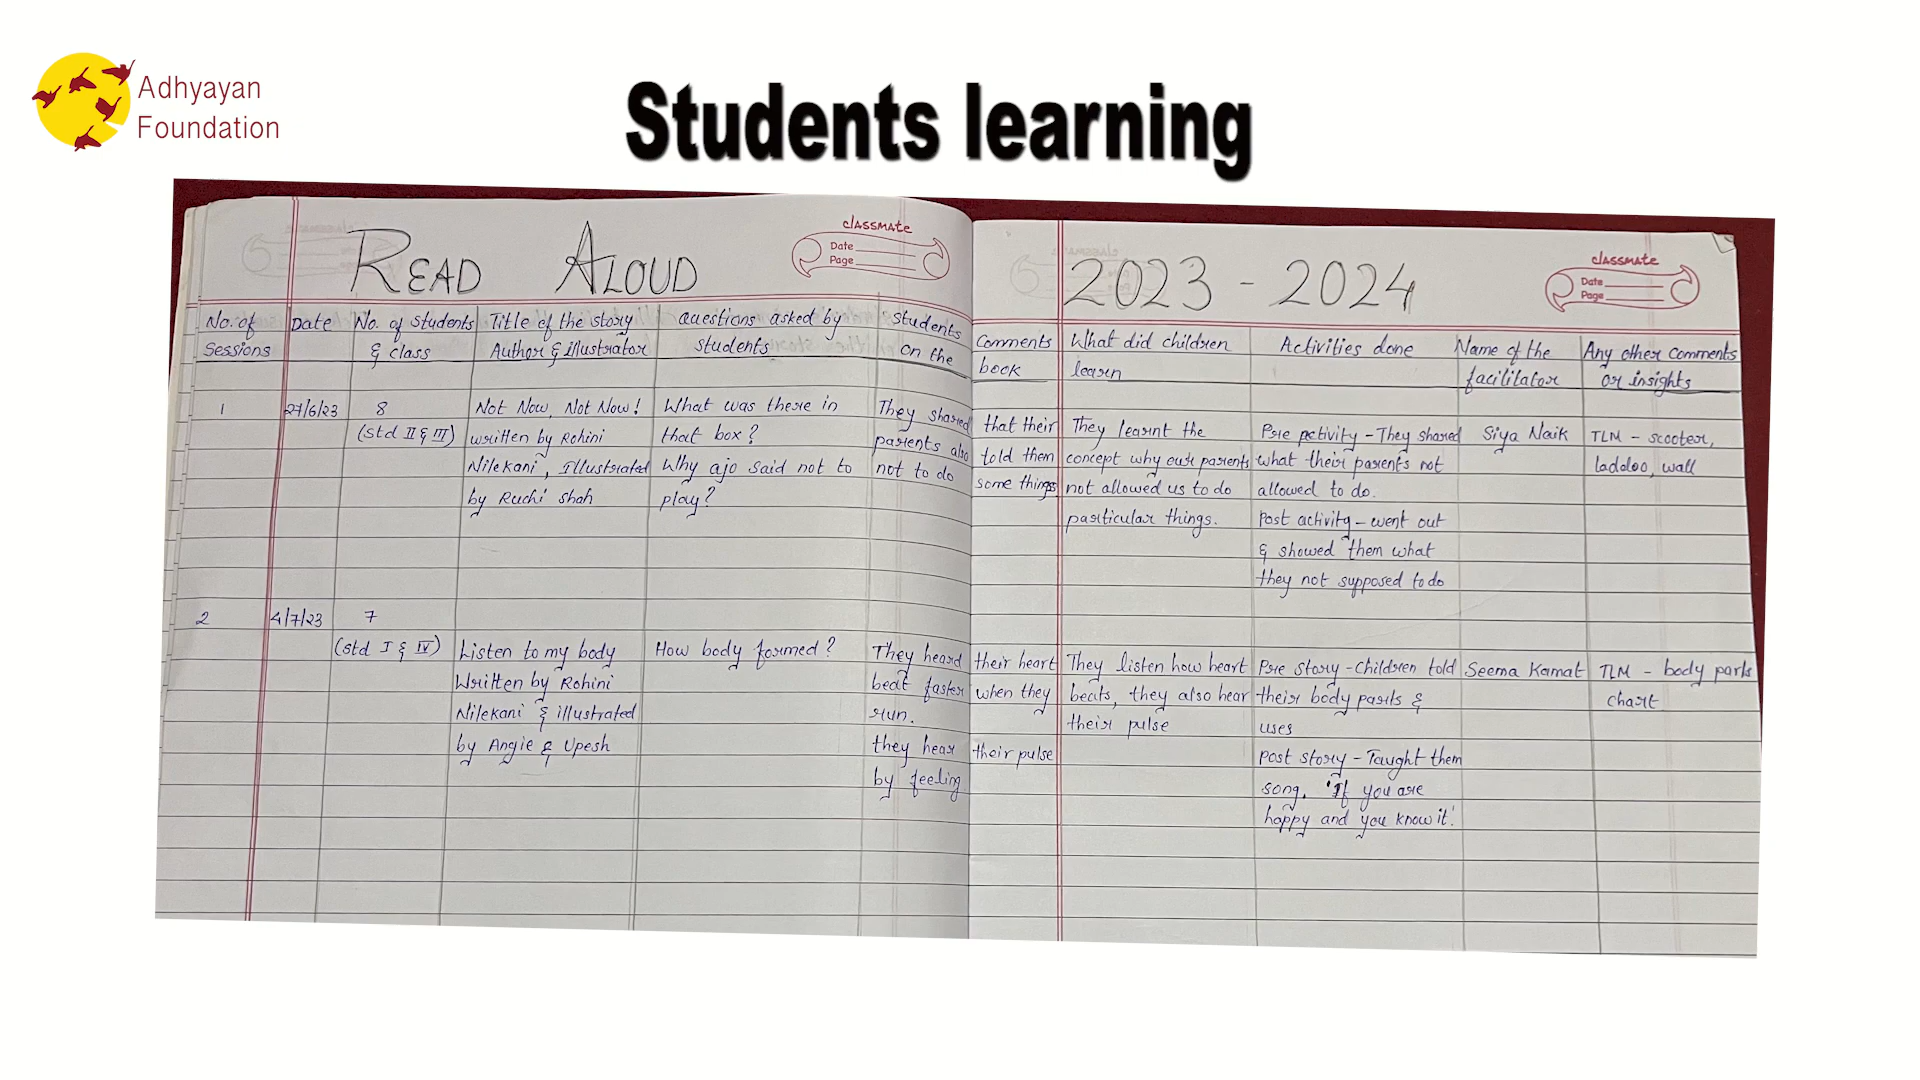 Adhyayan
Foundation
Students learning
READ ALOUD
classmate
Date
Page
2023 - 2024
classmate
Date
Page
No. of
Sessions
Date
No. of students
& class
Title of the story
Author & illustrator
Questions asked by
students
Students
on the
Comments
book
What did children
learn
Activities done
Name of the
facilitator
Any other comments
or insights
1
27/6/23
8
(Std II & III)
Not Now, Not Now!
written by Rohini
Nilekani, Illustrated
by Ruchi Shah
What was there in
that box?
Why ajo said not to
play?
They shared that their
parents also told them
not to do some things
They learnt the
concept why our parents
not allowed us to do
particular things.
Pre activity - They shared
what their parents not
allowed to do.
Post activity - went out
& showed them what
they not supposed to do
Siya Naik
TLM - scooter,
laddoo, wall
2
4/7/23
7
(std I & IV)
Listen to my body
Written by Rohini
Nilekani & illustrated
by Angie & Upesh
How body formed?
They heard their heart
beat faster when they
run.
they hear their pulse
by feeling
They listen how heart
beats, they also hear
their pulse
Pre story - Children told
their body parts &
uses
Post story - Taught them
song, 'If you are
happy and you know it'.
Seema Kamat
TLM - body parts
chart